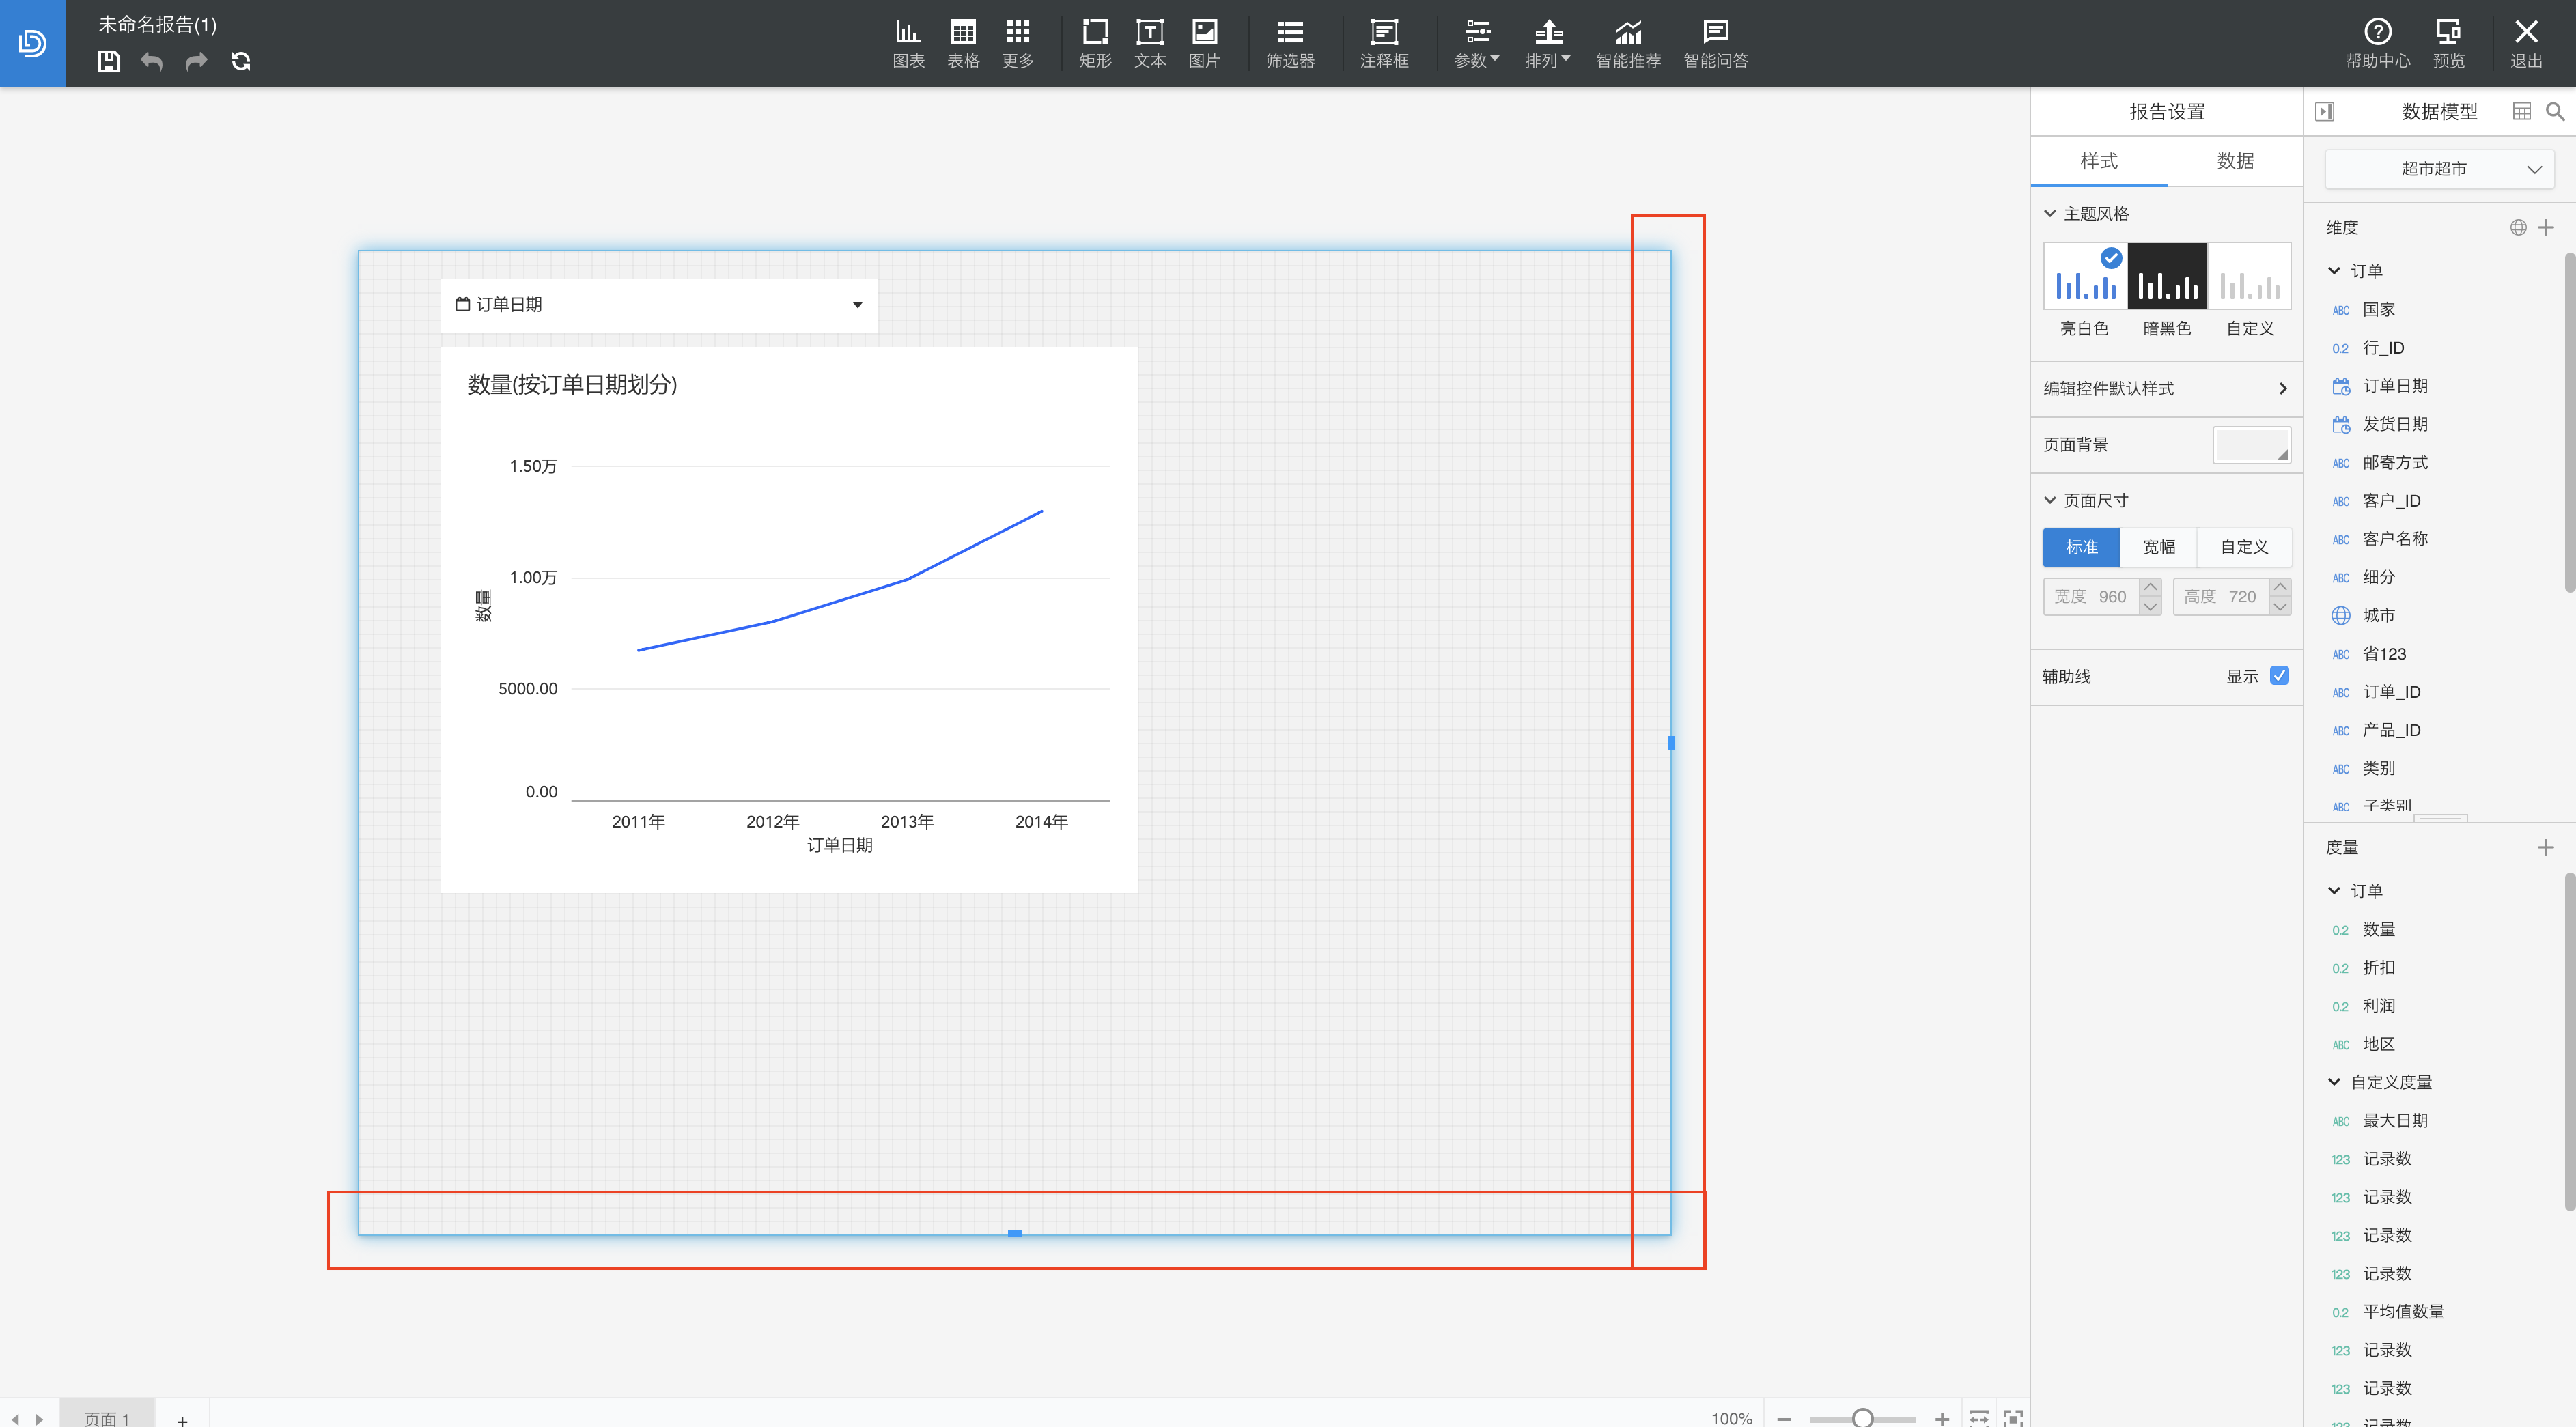 未命名报告(1)
图表 表格 更多 矩形 文本 图片 筛选器 注释框 参数 排列 智能推荐 智能问答 帮助中心 预览 退出
订单日期
数量(按订单日期划分)
1.50万
1.00万
5000.00
0.00
数量
2011年 2012年 2013年 2014年
订单日期
报告设置
样式 数据
主题风格
亮白色 暗黑色 自定义
编辑控件默认样式
页面背景
页面尺寸
标准 宽幅 自定义
宽度 960 高度 720
辅助线 显示
数据模型
超市超市
维度
订单
ABC 国家
0.2 行_ID
订单日期
发货日期
ABC 邮寄方式
ABC 客户_ID
ABC 客户名称
ABC 细分
城市
ABC 省123
ABC 订单_ID
ABC 产品_ID
ABC 类别
ABC 子类别
度量
订单
0.2 数量
0.2 折扣
0.2 利润
ABC 地区
自定义度量
ABC 最大日期
123 记录数
123 记录数
123 记录数
123 记录数
0.2 平均值数量
123 记录数
123 记录数
123 记录数
页面 1 +
100%